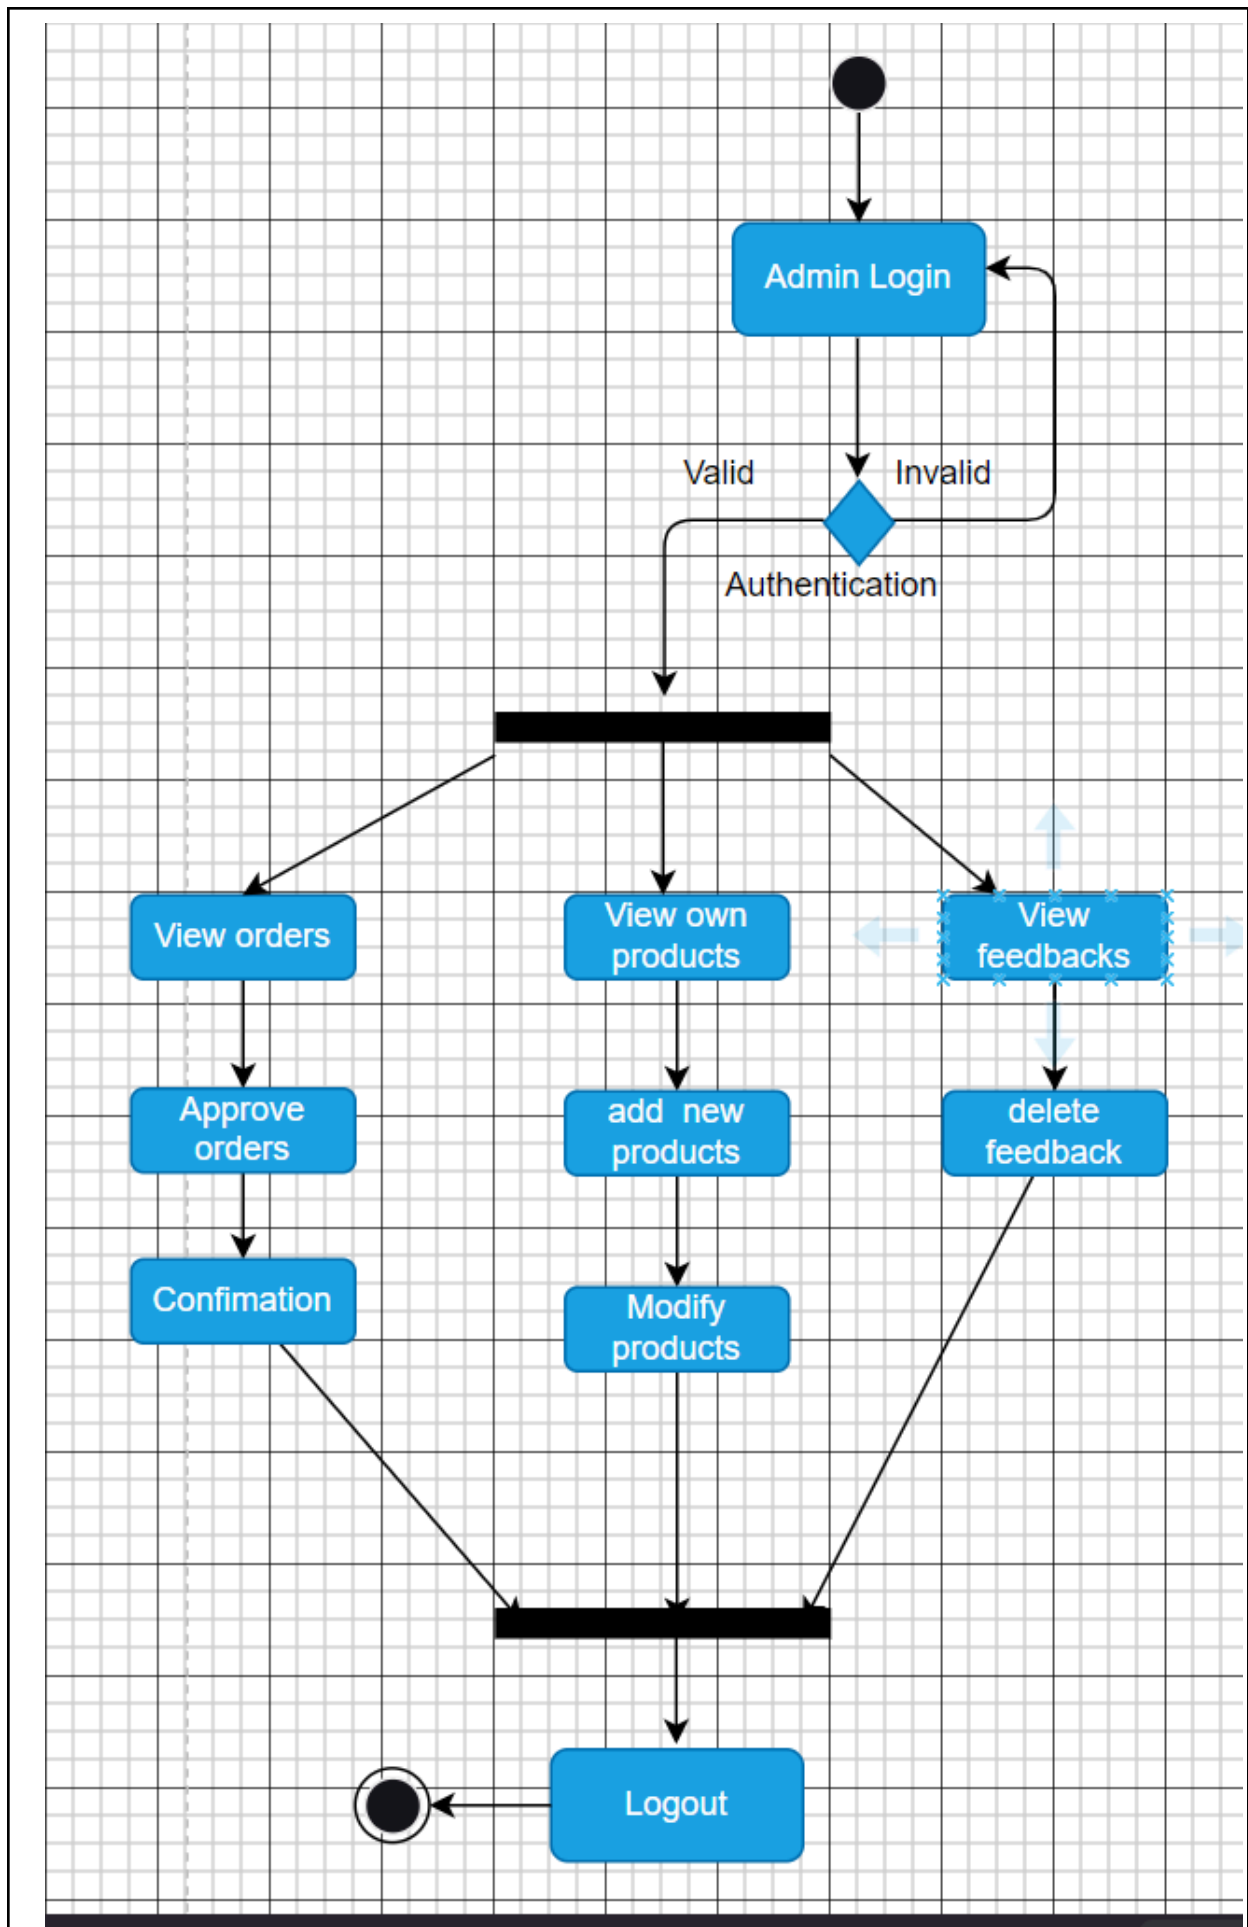 Admin Login
Valid
Invalid
Authentication
View orders
View own
products
View
feedbacks
Approve
orders
add  new
products
delete
feedback
Confimation
Modify
products
Logout